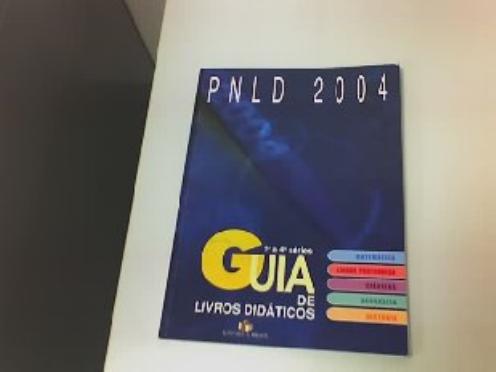 PNLD 2004
1ª a 4ª séries
GUIA
DE
LIVROS DIDÁTICOS
MATEMÁTICA
LÍNGUA PORTUGUESA
CIÊNCIAS
GEOGRAFIA
HISTÓRIA